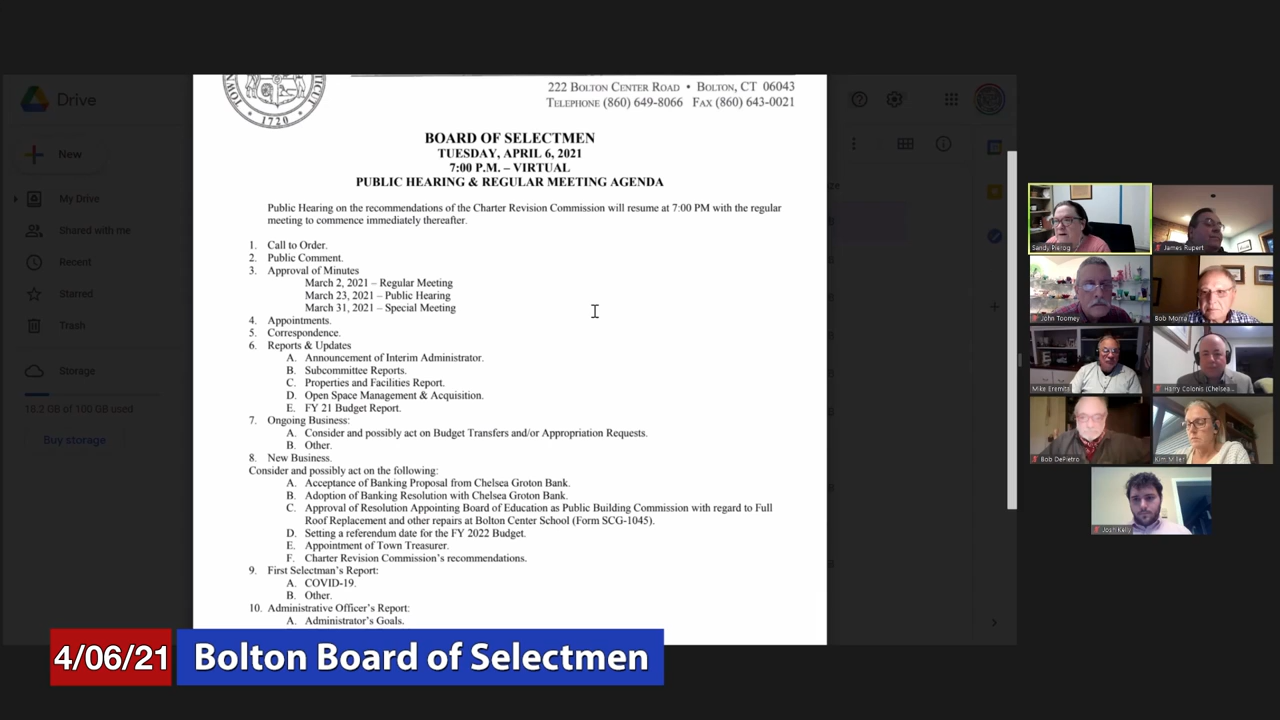 222 BOLTON CENTER ROAD • BOLTON, CT 06043
TELEPHONE (860) 649-8066 FAX (860) 643-0021
1720
BOARD OF SELECTMEN
TUESDAY, APRIL 6, 2021
7:00 P.M. – VIRTUAL
PUBLIC HEARING & REGULAR MEETING AGENDA
Public Hearing on the recommendations of the Charter Revision Commission will resume at 7:00 PM with the regular
meeting to commence immediately thereafter.
1. Call to Order.
2. Public Comment.
3. Approval of Minutes
March 2, 2021 – Regular Meeting
March 23, 2021 – Public Hearing
March 31, 2021 – Special Meeting
4. Appointments.
5. Correspondence.
6. Reports & Updates
A. Announcement of Interim Administrator.
B. Subcommittee Reports.
C. Properties and Facilities Report.
D. Open Space Management & Acquisition.
E. FY 21 Budget Report.
7. Ongoing Business:
A. Consider and possibly act on Budget Transfers and/or Appropriation Requests.
B. Other.
8. New Business.
Consider and possibly act on the following:
A. Acceptance of Banking Proposal from Chelsea Groton Bank.
B. Adoption of Banking Resolution with Chelsea Groton Bank.
C. Approval of Resolution Appointing Board of Education as Public Building Commission with regard to Full
Roof Replacement and other repairs at Bolton Center School (Form SCG-1045).
D. Setting a referendum date for the FY 2022 Budget.
E. Appointment of Town Treasurer.
F. Charter Revision Commission's recommendations.
9. First Selectman's Report:
A. COVID-19.
B. Other.
10. Administrative Officer's Report:
A. Administrator's Goals.
Drive
New
My Drive
Shared with me
Recent
Starred
Trash
Storage
18.2 GB of 100 GB used
Buy storage
Sandy Pierog
James Rupert
John Toomey
Bob Morra
Mike Eremita
Harry Colonis (Chelsea...
Bob DePietro
Kim Miller
Josh Kelly
4/06/21
Bolton Board of Selectmen